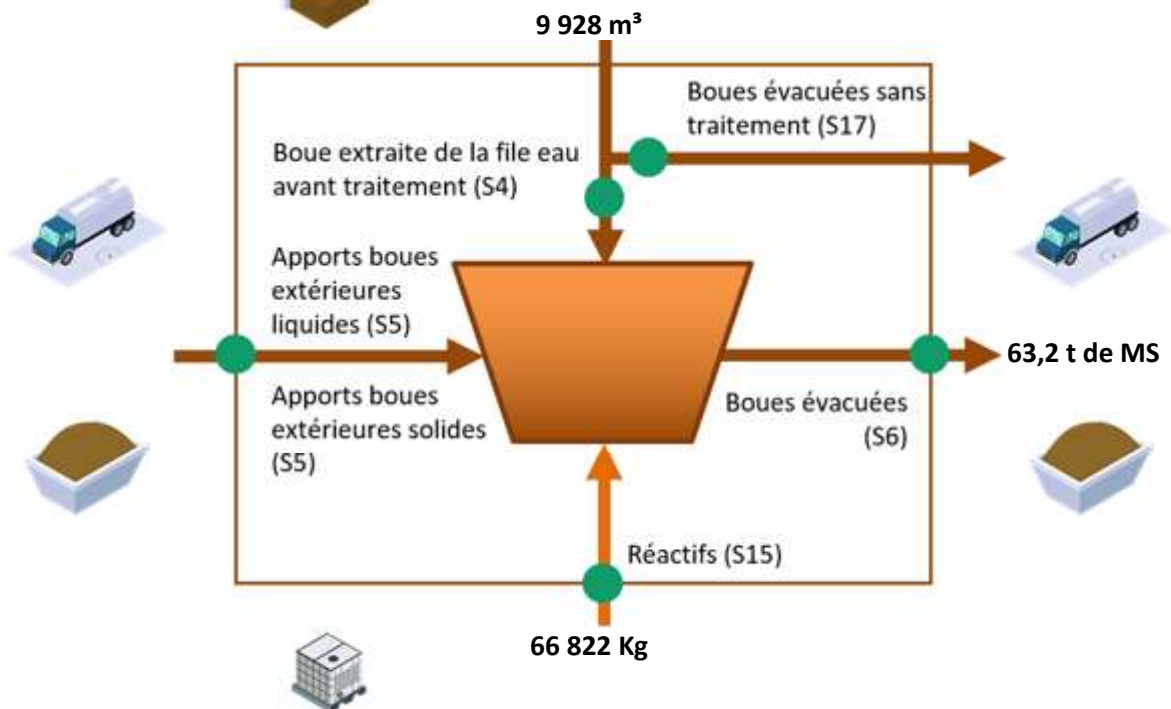 9 928 m³
Boues évacuées sans
traitement (S17)
Boue extraite de la file eau
avant traitement (S4)
Apports boues
extérieures
liquides (S5)
63,2 t de MS
Apports boues
extérieures solides
(S5)
Boues évacuées
(S6)
Réactifs (S15)
66 822 Kg